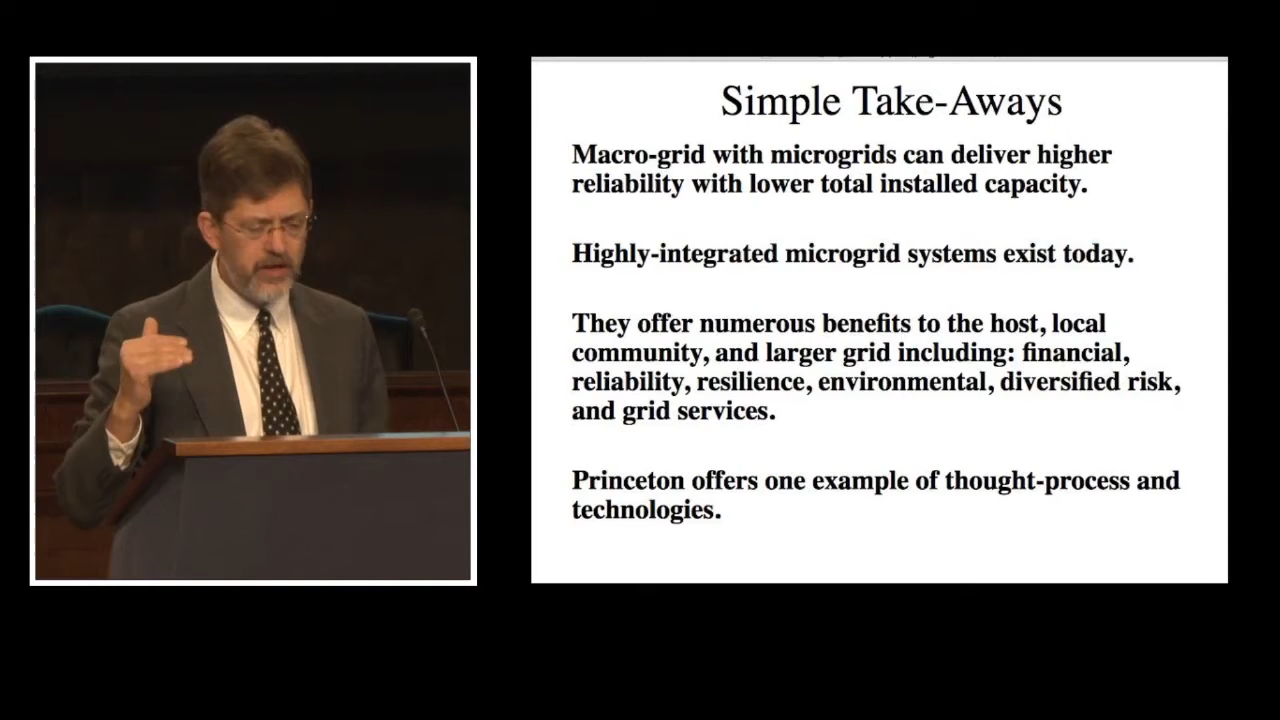 Simple Take-Aways
Macro-grid with microgrids can deliver higher
reliability with lower total installed capacity.
Highly-integrated microgrid systems exist today.
They offer numerous benefits to the host, local
community, and larger grid including: financial,
reliability, resilience, environmental, diversified risk,
and grid services.
Princeton offers one example of thought-process and
technologies.